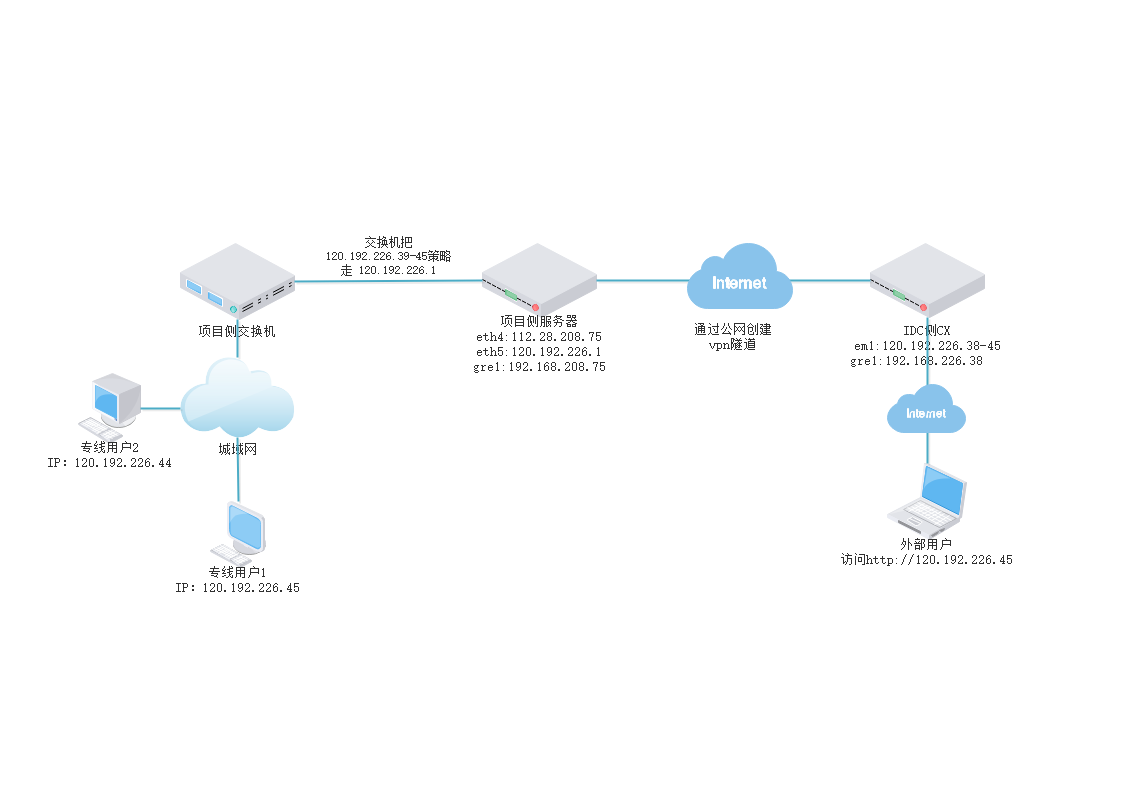 交换机把
120.192.226.39-45策略
走 120.192.226.1
Internet
项目侧交换机
项目侧服务器
eth4:112.28.208.75
eth5:120.192.226.1
gre1:192.168.208.75
通过公网创建
vpn隧道
IDC侧CX
em1:120.192.226.38-45
gre1:192.168.226.38
Internet
城域网
专线用户2
IP: 120.192.226.44
专线用户1
IP: 120.192.226.45
外部用户
访问http://120.192.226.45